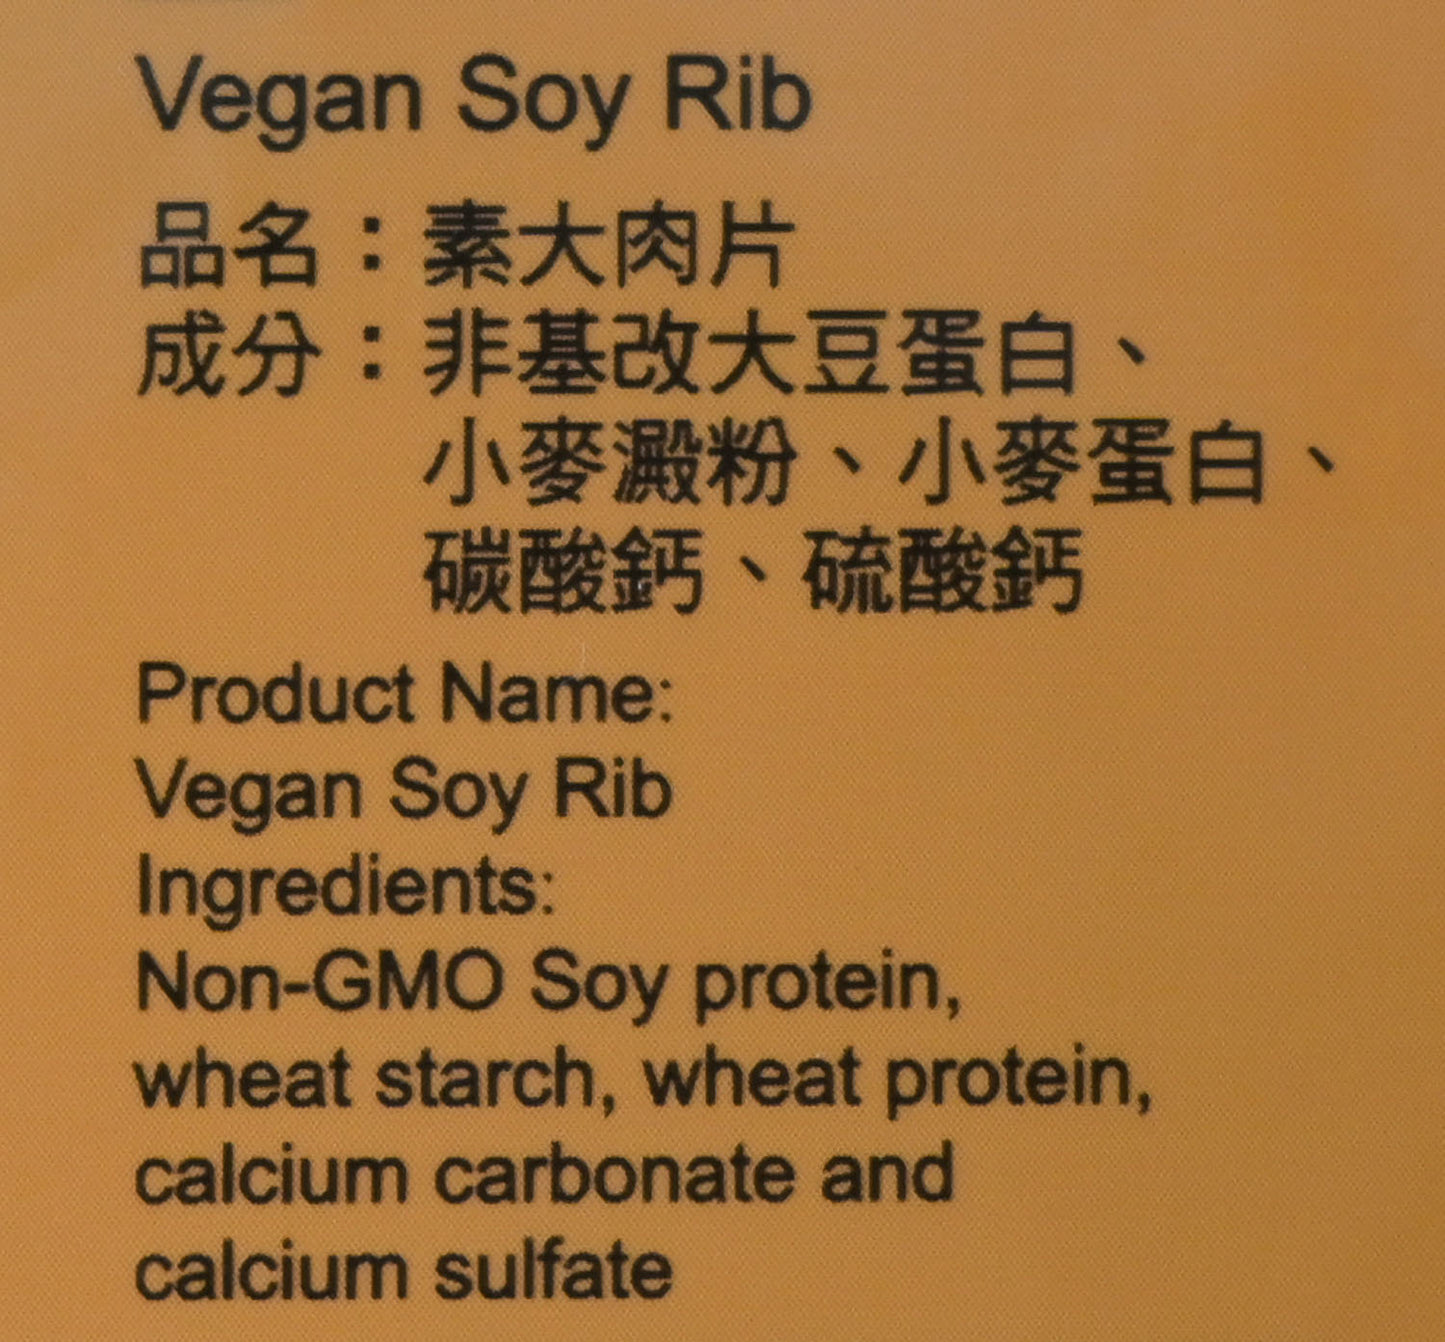 Vegan Soy Rib
品名：素大肉片
成分：非基改大豆蛋白、
小麥澱粉、小麥蛋白、
碳酸鈣、硫酸鈣
Product Name:
Vegan Soy Rib
Ingredients:
Non-GMO Soy protein,
wheat starch, wheat protein,
calcium carbonate and
calcium sulfate